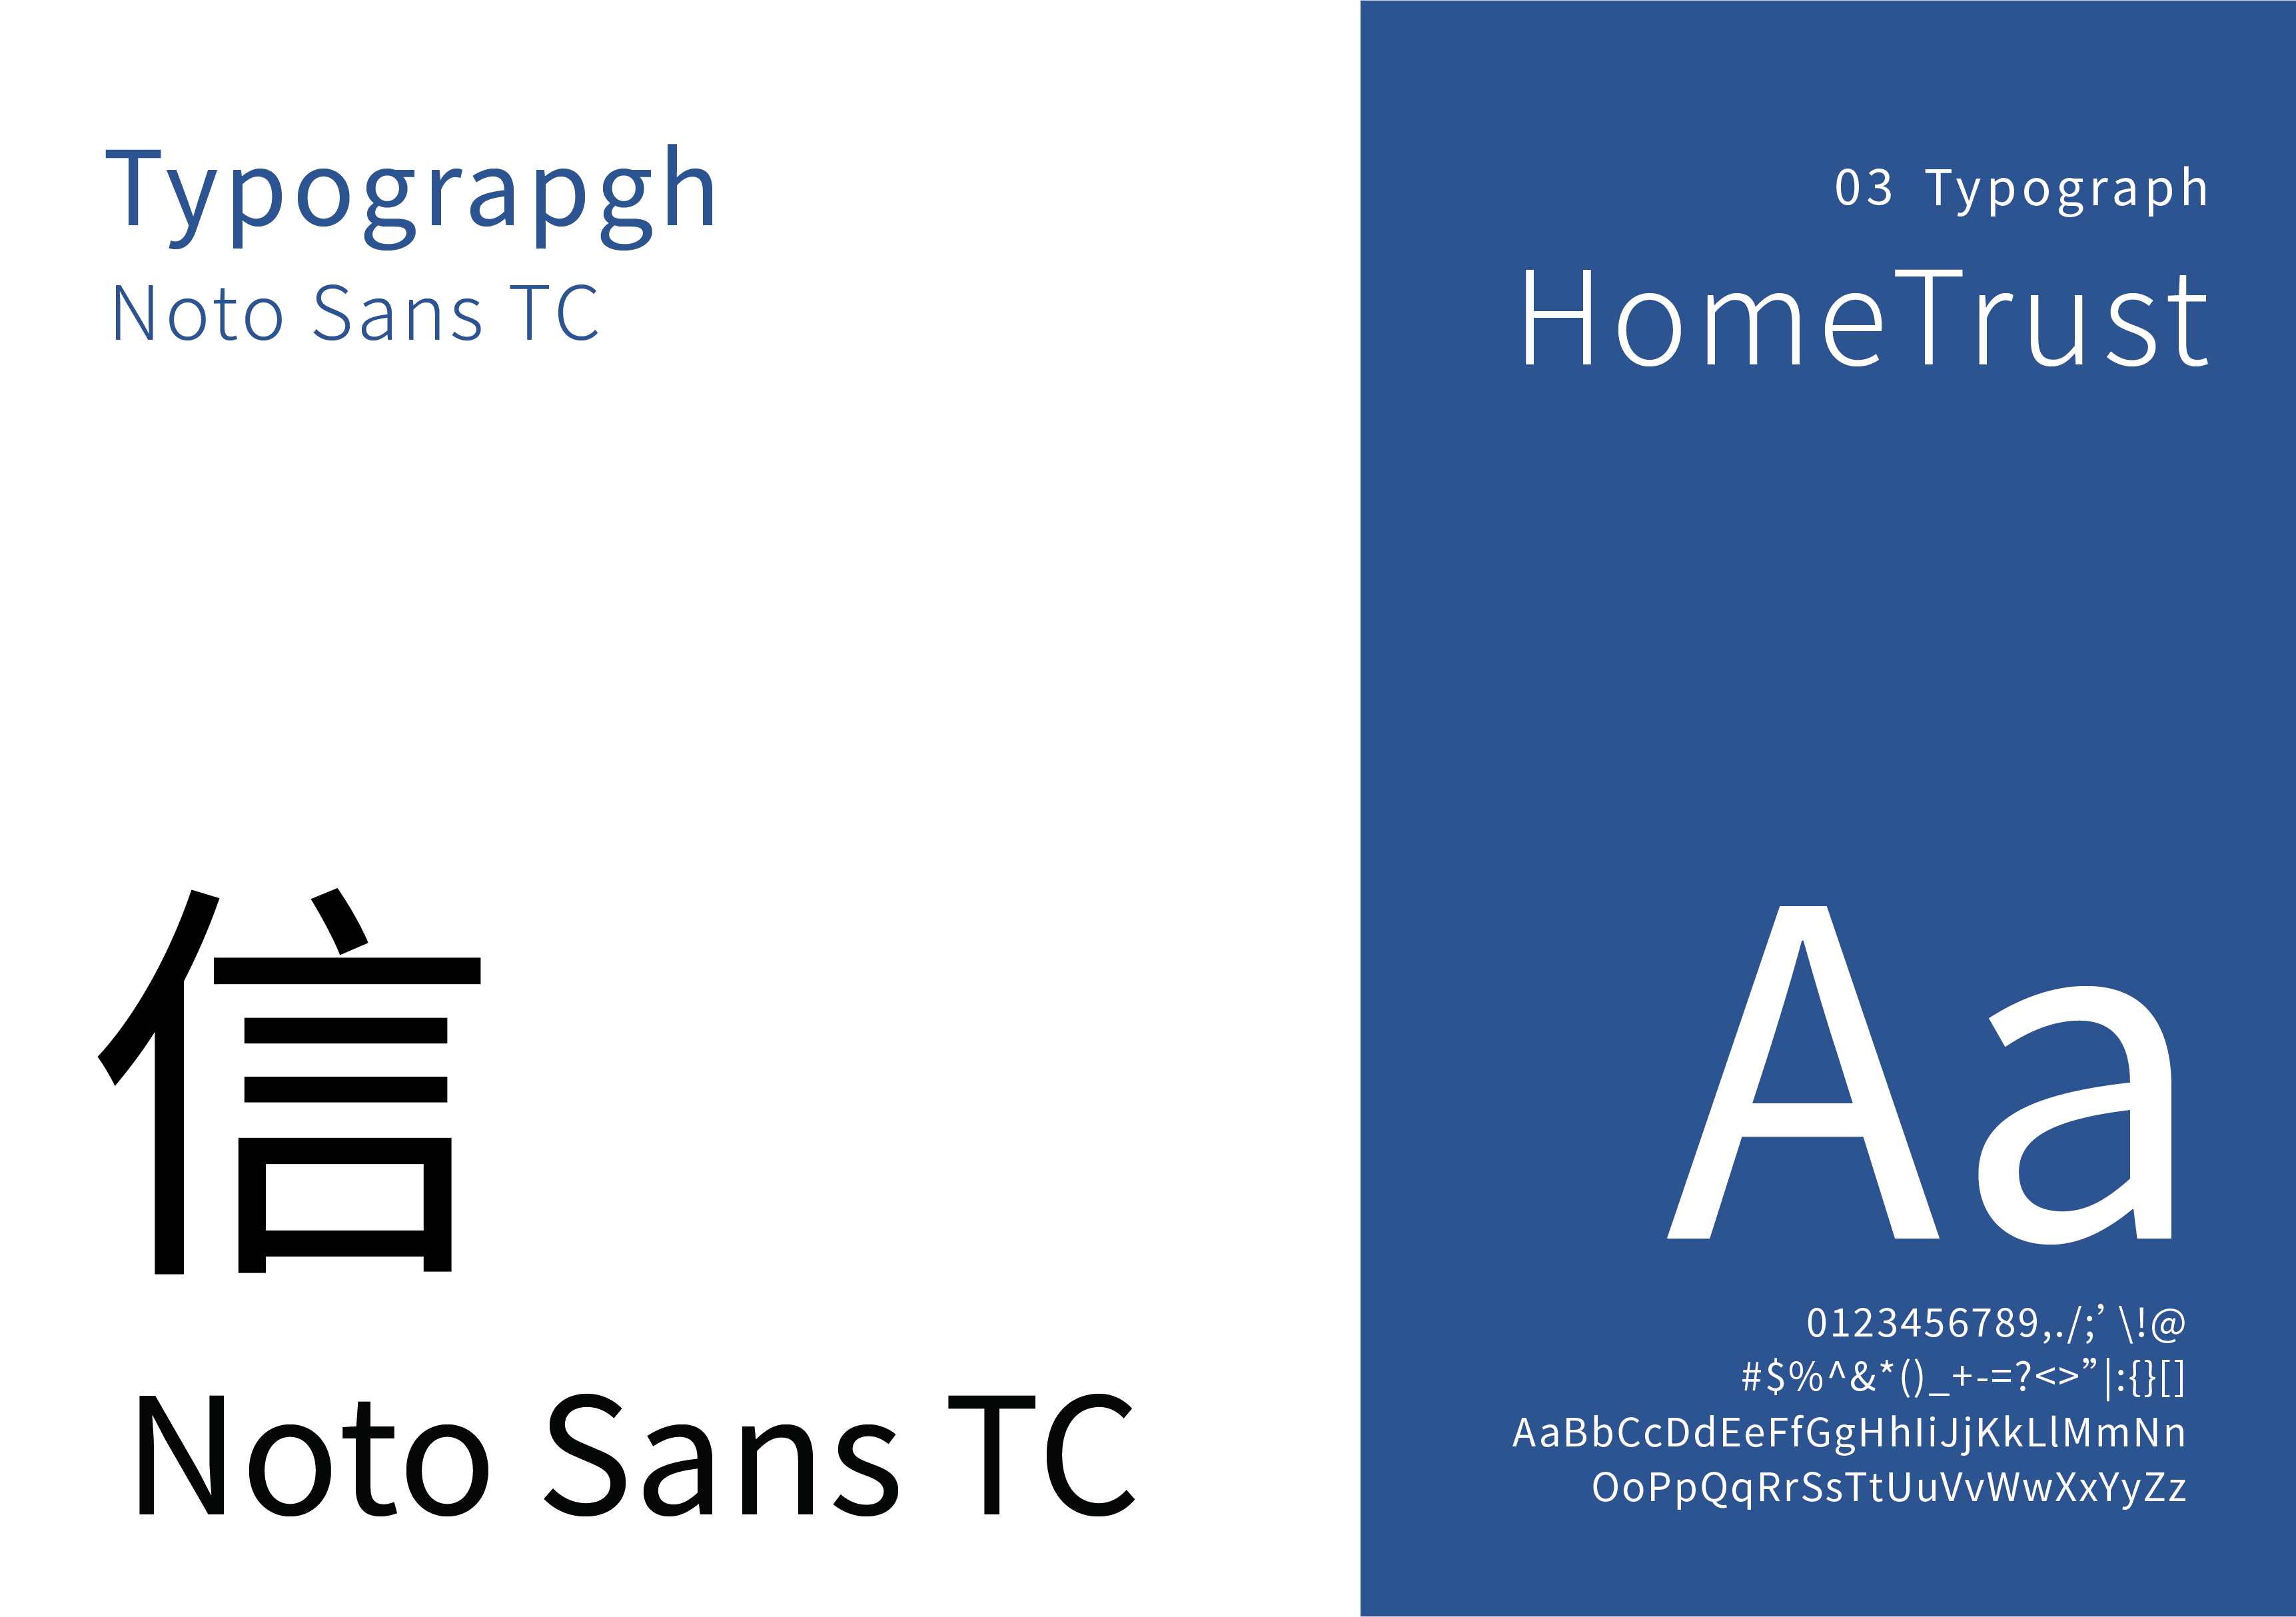 Typograpgh
Noto Sans TC
信
Noto Sans TC
03 Typograph
HomeTrust
Aa
0123456789,./;’\!@
#$%^&*()_+-=?<>”|:{}[]
AaBbCcDdEeFfGgHhIiJjKkLlMmNn
OoPpQqRrSsTtUuVvWwXxYyZz